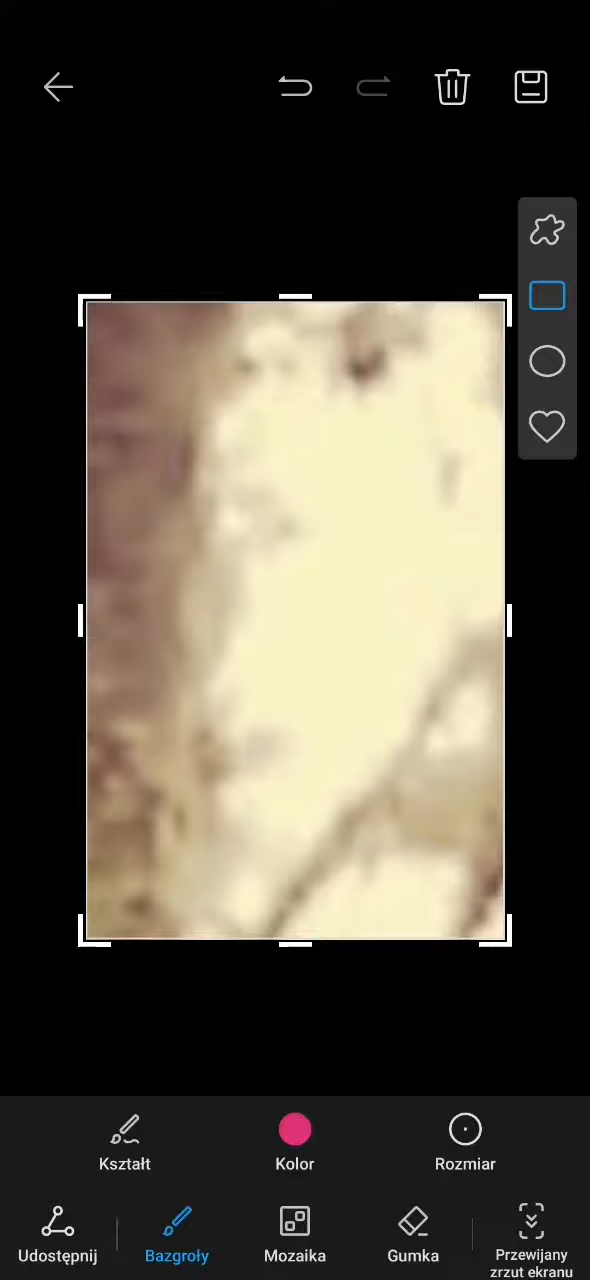 Kształt
Kolor
Rozmiar
Udostępnij
Bazgroły
Mozaika
Gumka
Przewijany
zrzut ekranu